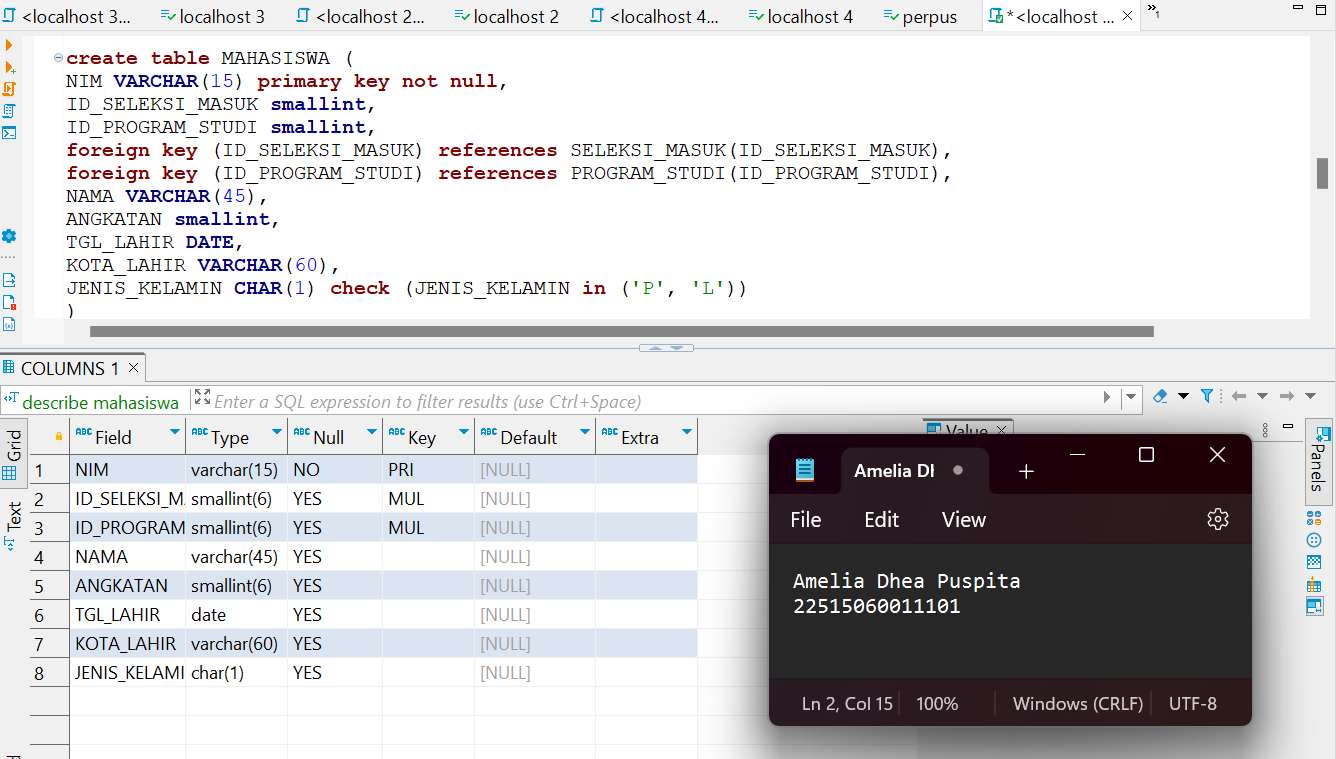 <localhost 3...
localhost 3
<localhost 2...
localhost 2
<localhost 4...
localhost 4
perpus
*<localhost ...
»1
create table MAHASISWA (
NIM VARCHAR(15) primary key not null,
ID_SELEKSI_MASUK smallint,
ID_PROGRAM_STUDI smallint,
foreign key (ID_SELEKSI_MASUK) references SELEKSI_MASUK(ID_SELEKSI_MASUK),
foreign key (ID_PROGRAM_STUDI) references PROGRAM_STUDI(ID_PROGRAM_STUDI),
NAMA VARCHAR(45),
ANGKATAN smallint,
TGL_LAHIR DATE,
KOTA_LAHIR VARCHAR(60),
JENIS_KELAMIN CHAR(1) check (JENIS_KELAMIN in ('P', 'L'))
)
COLUMNS 1
describe mahasiswa
Enter a SQL expression to filter results (use Ctrl+Space)
Grid
Text
ABC Field ABC Type ABC Null ABC Key ABC Default ABC Extra
1 NIM varchar(15) NO PRI [NULL]
2 ID_SELEKSI_M. smallint(6) YES MUL [NULL]
3 ID_PROGRAM smallint(6) YES MUL [NULL]
4 NAMA varchar(45) YES [NULL]
5 ANGKATAN smallint(6) YES [NULL]
6 TGL_LAHIR date YES [NULL]
7 KOTA_LAHIR varchar(60) YES [NULL]
8 JENIS_KELAMI char(1) YES [NULL]
Value
Panels
Amelia Dh
File Edit View
Amelia Dhea Puspita
22515060011101
Ln 2, Col 15 100% Windows (CRLF) UTF-8